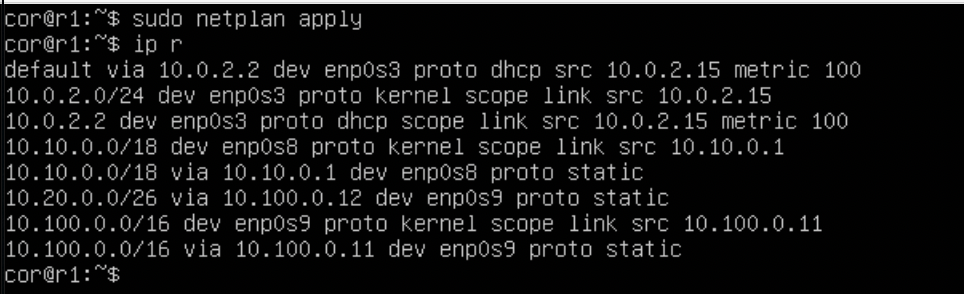 cor@r1:~$ sudo netplan apply
cor@r1:~$ ip r
default via 10.0.2.2 dev enp0s3 proto dhcp src 10.0.2.15 metric 100
10.0.2.0/24 dev enp0s3 proto kernel scope link src 10.0.2.15
10.0.2.2 dev enp0s3 proto dhcp scope link src 10.0.2.15 metric 100
10.10.0.0/18 dev enp0s8 proto kernel scope link src 10.10.0.1
10.10.0.0/18 via 10.10.0.1 dev enp0s8 proto static
10.20.0.0/26 via 10.100.0.12 dev enp0s9 proto static
10.100.0.0/16 dev enp0s9 proto kernel scope link src 10.100.0.11
10.100.0.0/16 via 10.100.0.11 dev enp0s9 proto static
cor@r1:~$